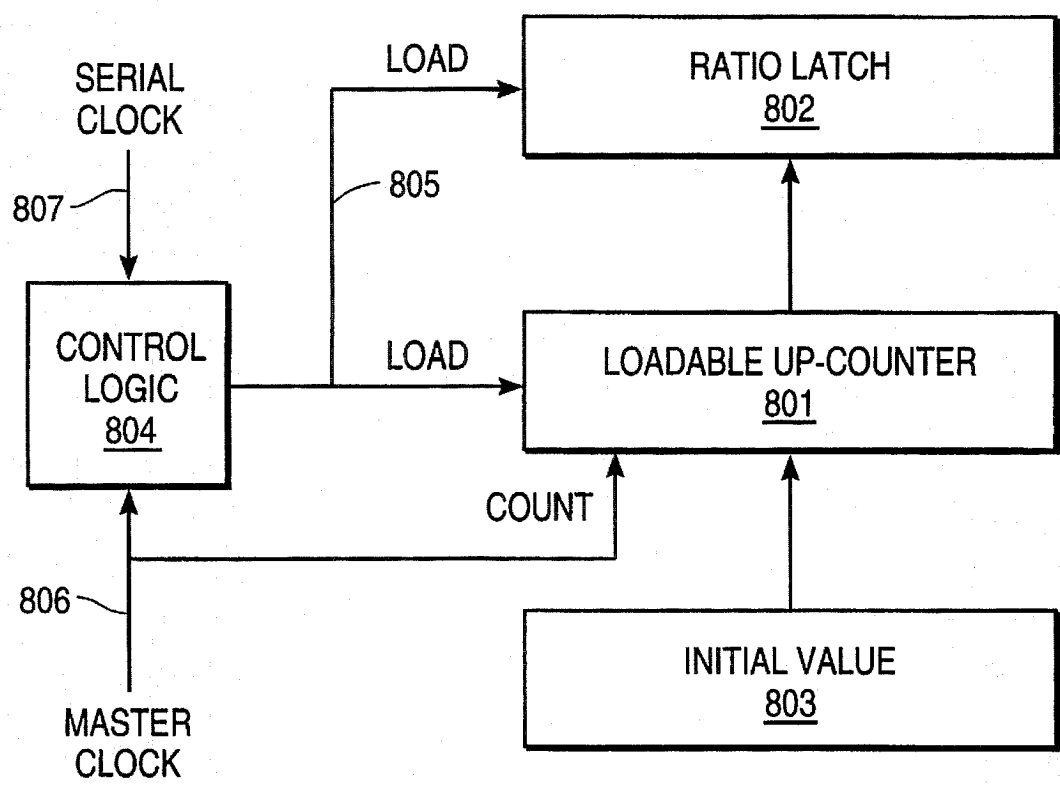 LOAD
RATIO LATCH
802
SERIAL
CLOCK
805
807
CONTROL
LOGIC
804
LOAD
LOADABLE UP-COUNTER
801
COUNT
806
INITIAL VALUE
803
MASTER
CLOCK